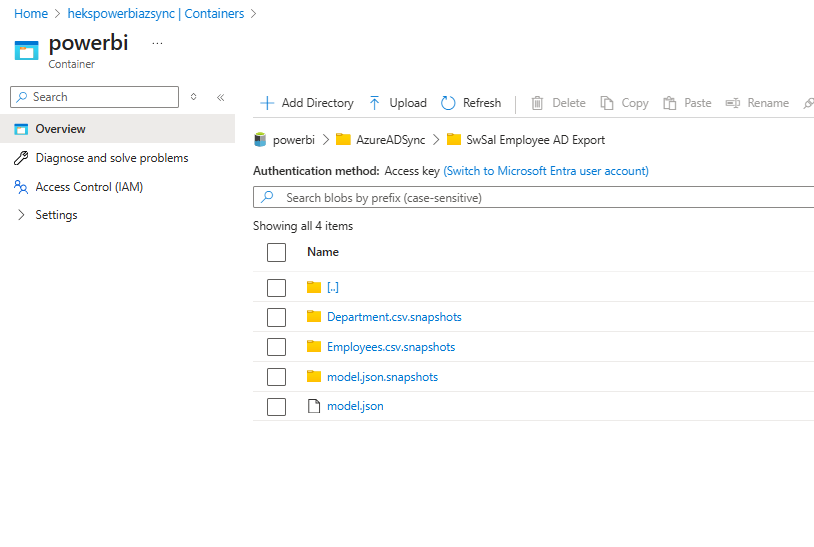 Home > hekspowerbiazsync | Containers >
powerbi ...
Container
Search
Overview
Diagnose and solve problems
Access Control (IAM)
Settings
Add Directory Upload Refresh Delete Copy Paste Rename
powerbi > AzureADSync > SwSal Employee AD Export
Authentication method: Access key (Switch to Microsoft Entra user account)
Search blobs by prefix (case-sensitive)
Showing all 4 items
Name
[..]
Department.csv.snapshots
Employees.csv.snapshots
model.json.snapshots
model.json